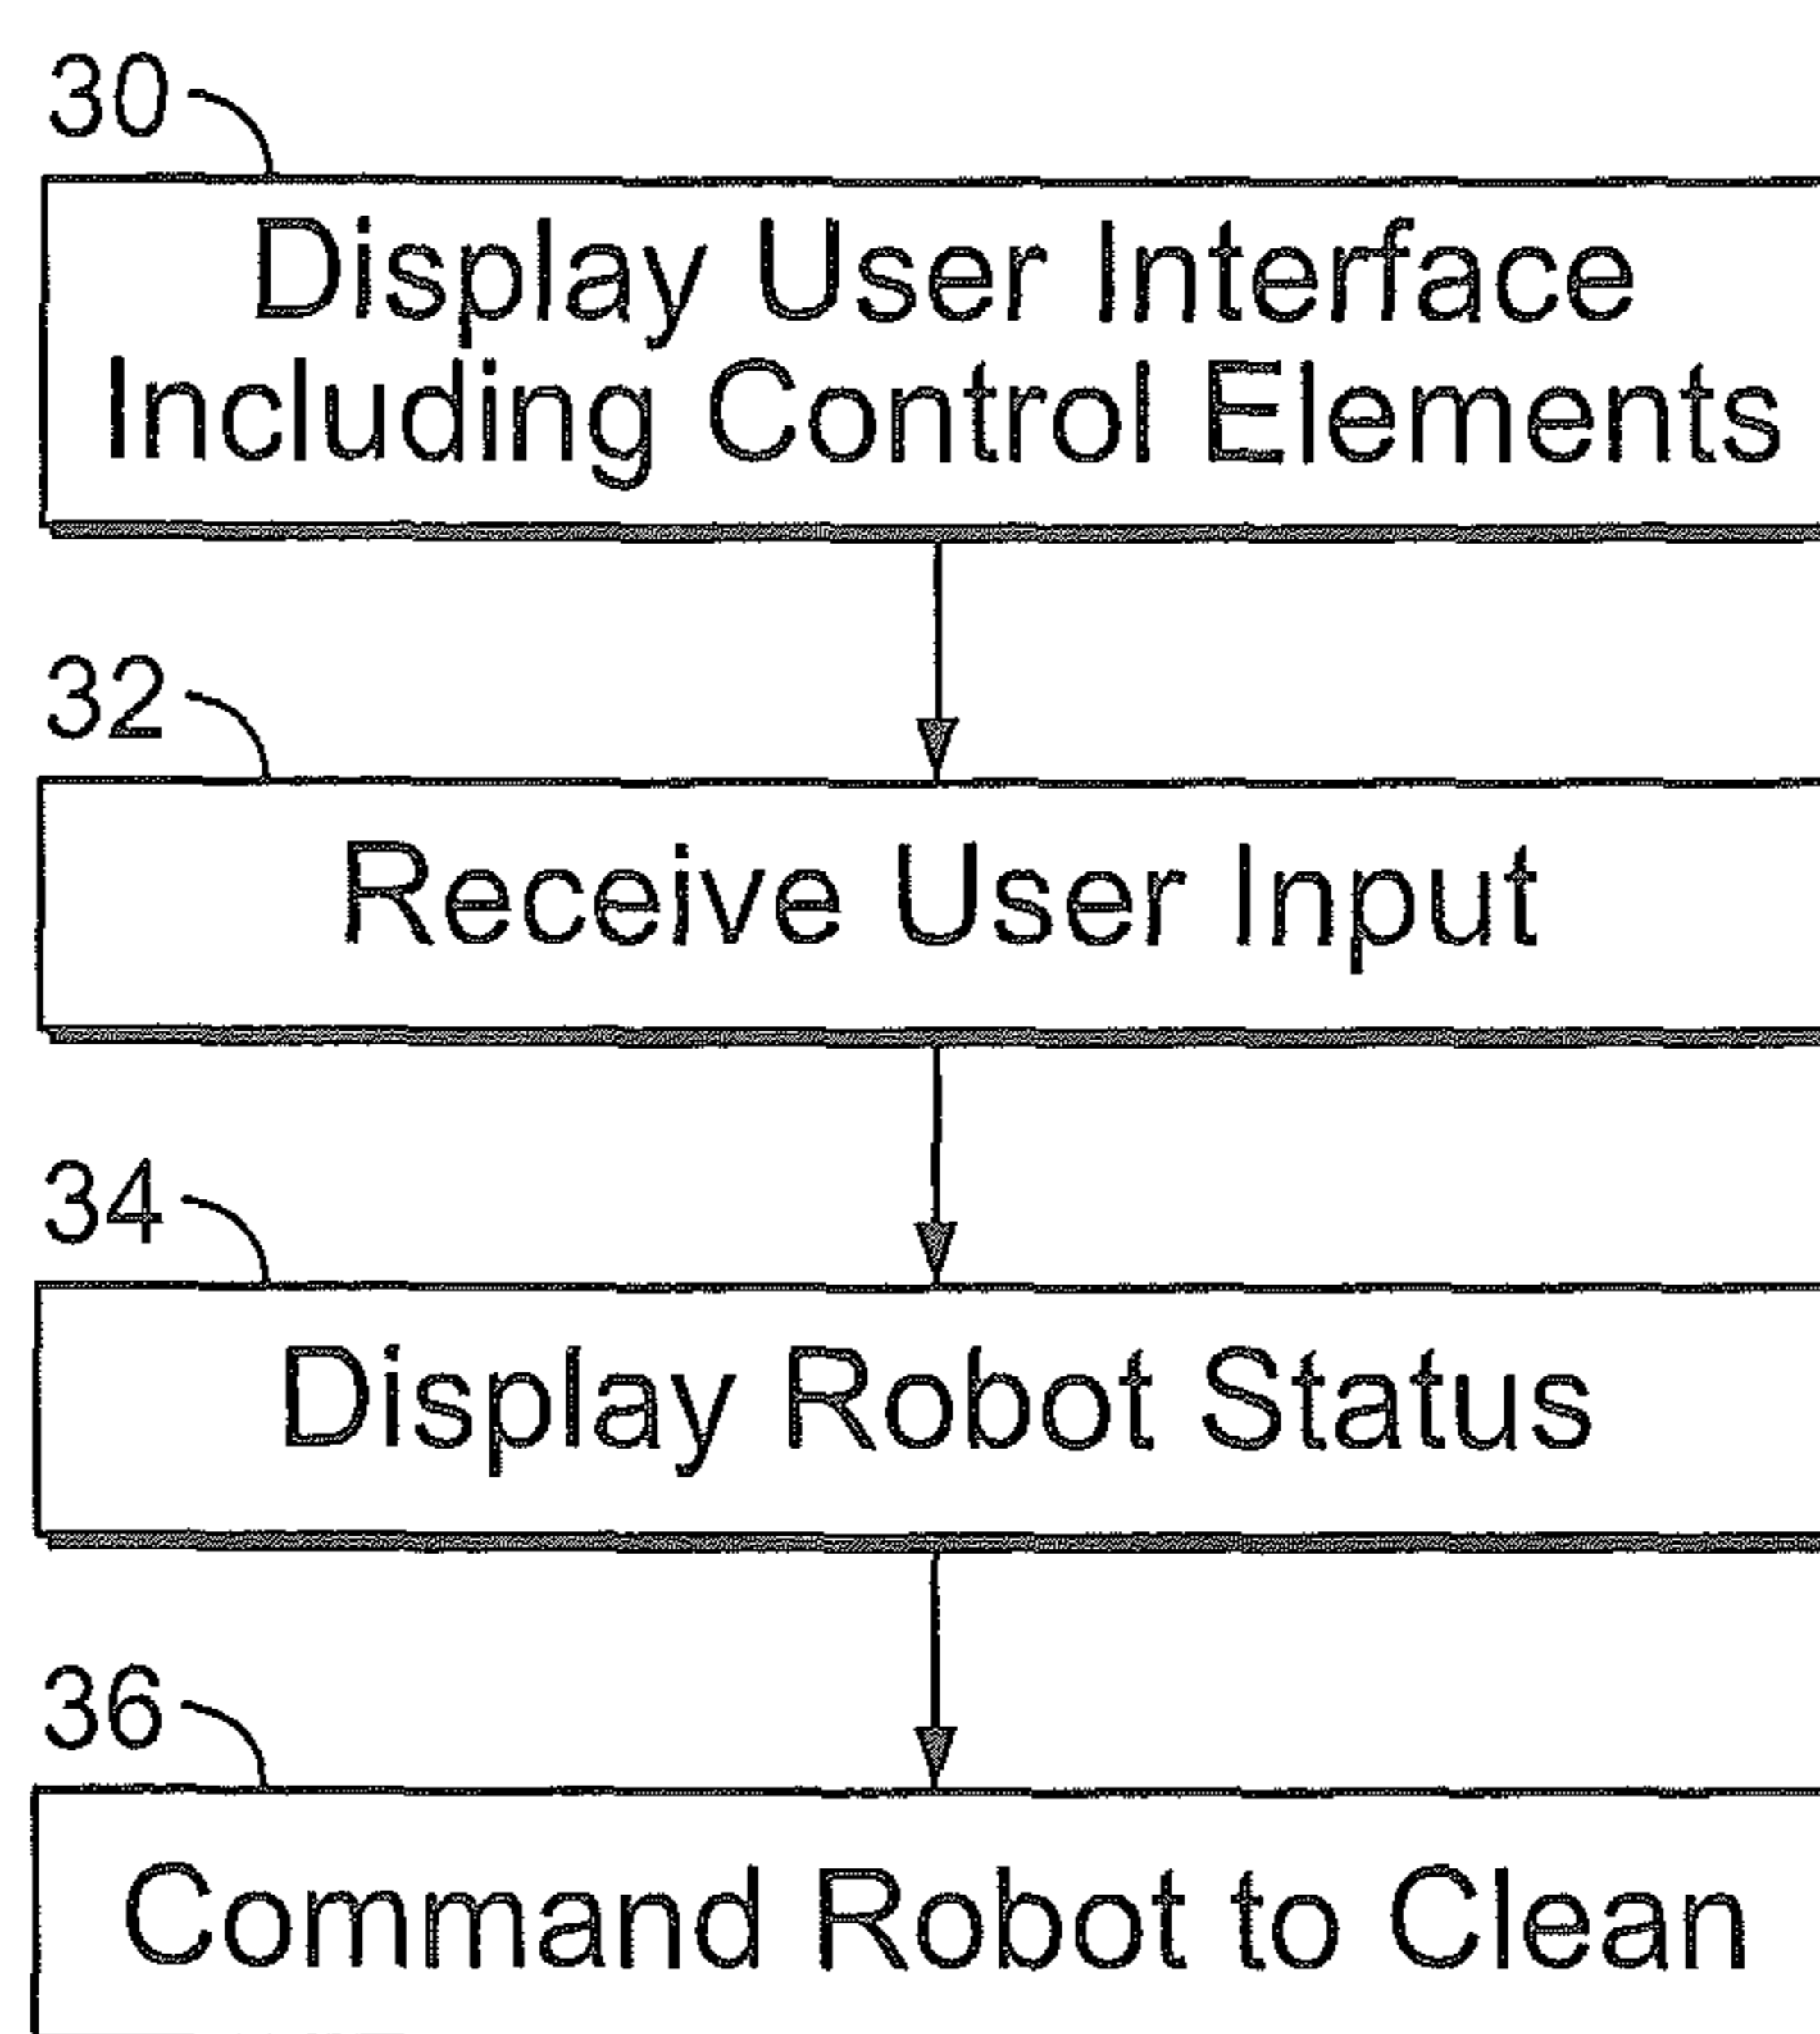 30
Display User Interface
Including Control Elements
32
Receive User Input
34
Display Robot Status
36
Command Robot to Clean